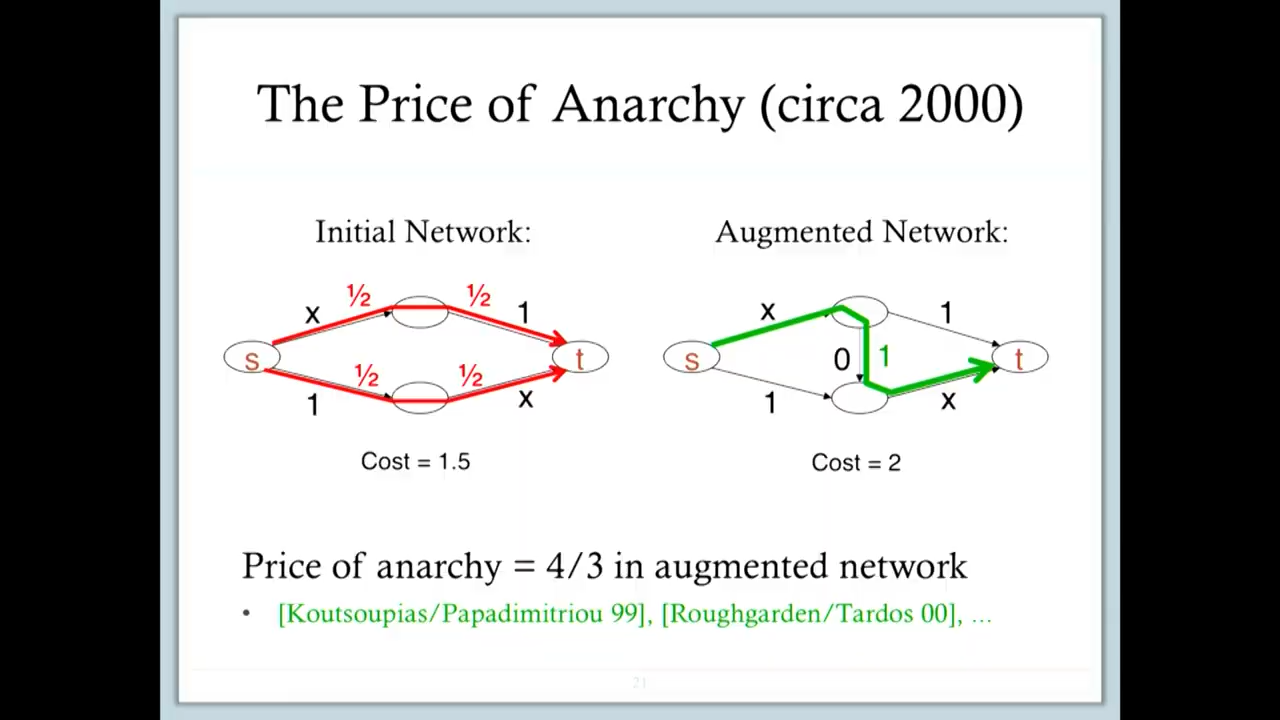 The Price of Anarchy (circa 2000)
Initial Network:
Augmented Network:
x ½ ½ 1
s t
1 ½ ½ x
Cost = 1.5
x 1
s 0 1 t
1 x
Cost = 2
Price of anarchy = 4/3 in augmented network
• [Koutsoupias/Papadimitriou 99], [Roughgarden/Tardos 00], ...
21